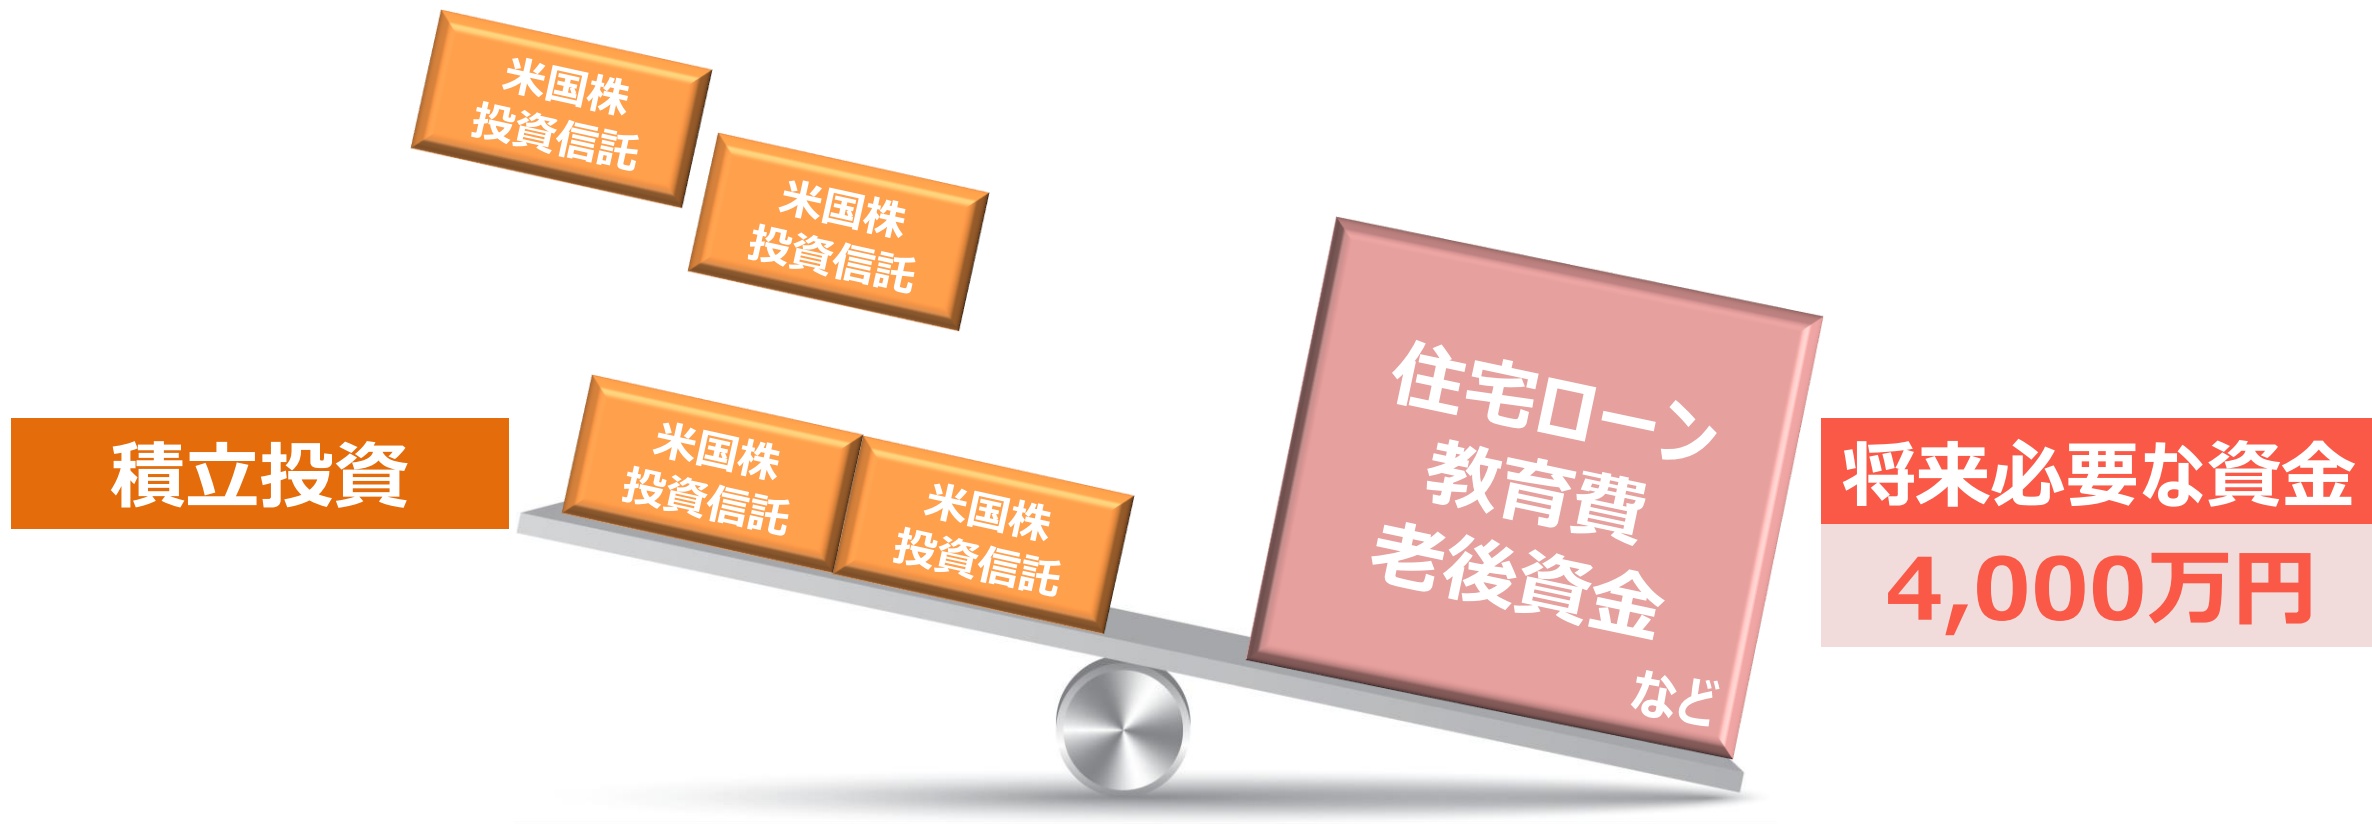 米国株
投資信託
米国株
投資信託
積立投資
米国株
投資信託
米国株
投資信託
住宅ローン
教育費
老後資金
など
将来必要な資金
4,000万円